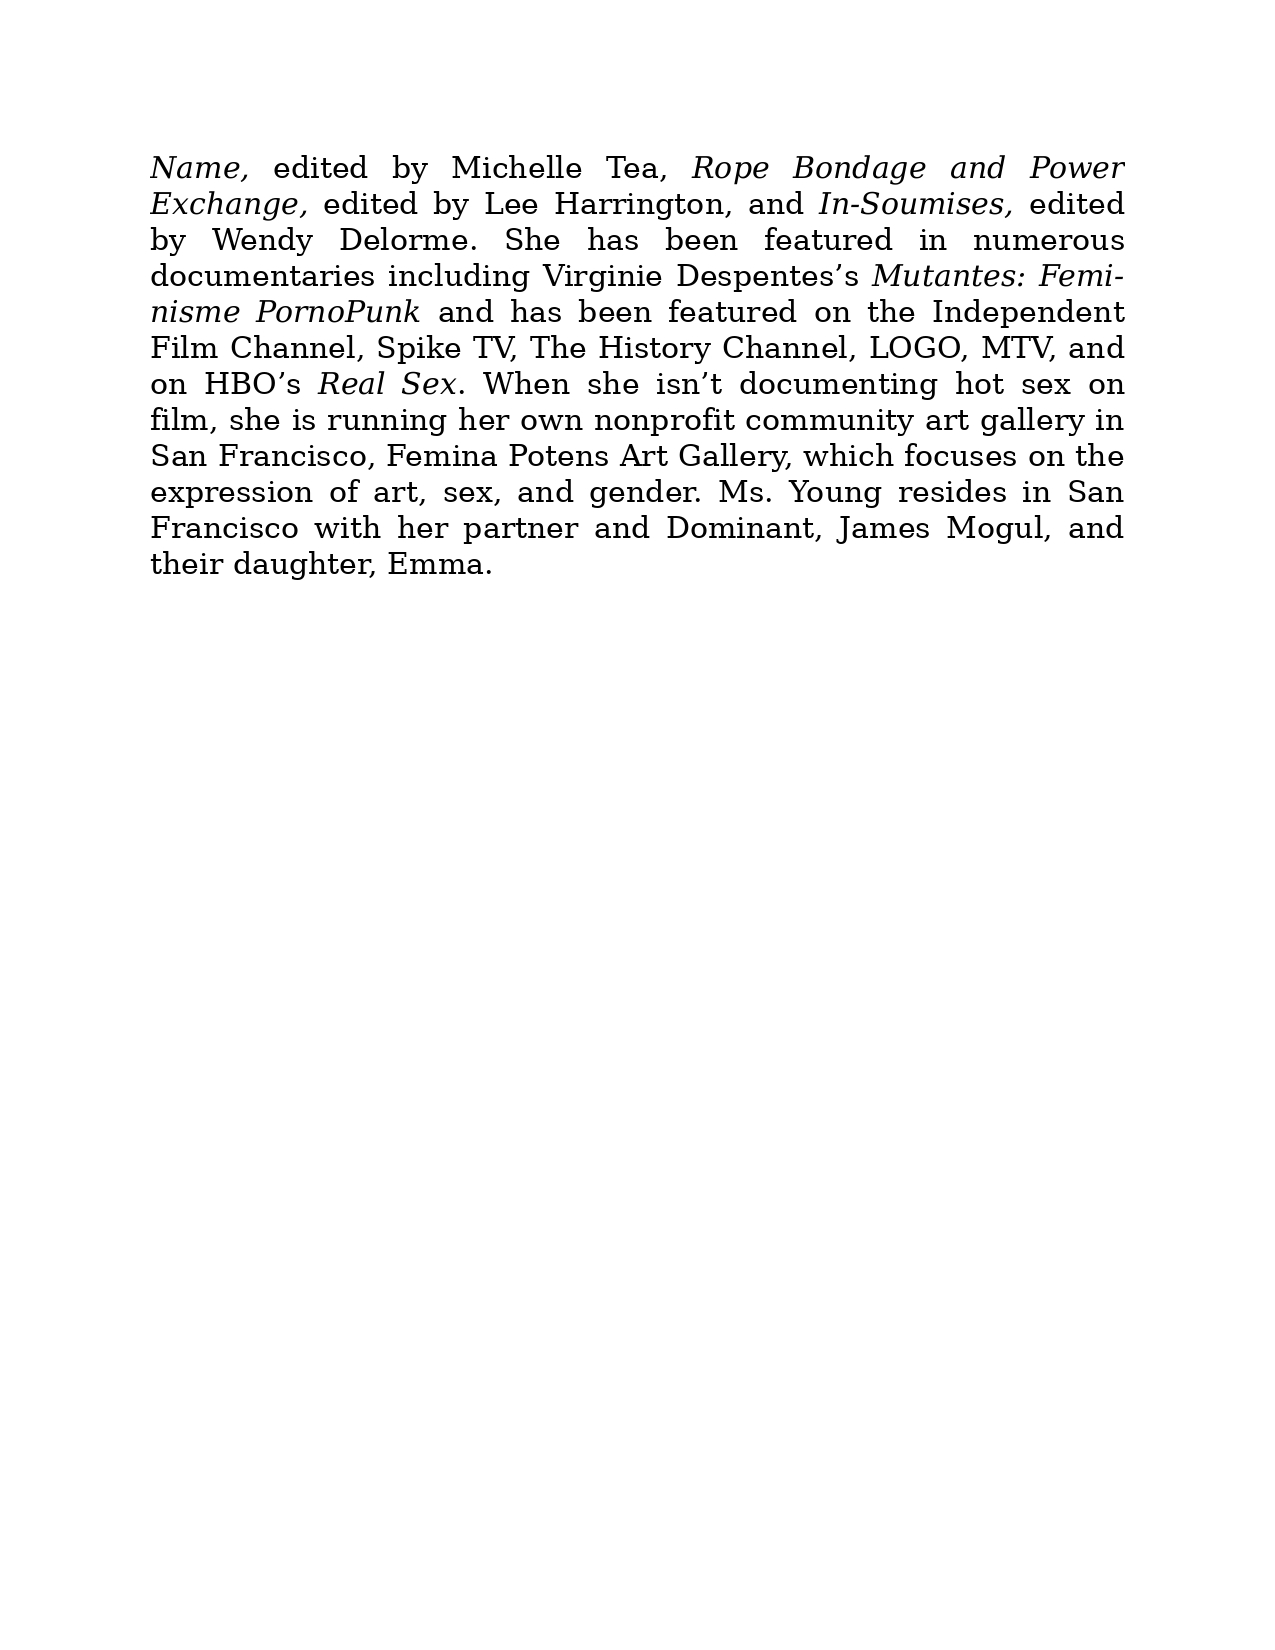 Name, edited by Michelle Tea, Rope Bondage and Power
Exchange, edited by Lee Harrington, and In-Soumises, edited
by Wendy Delorme. She has been featured in numerous
documentaries including Virginie Despentes’s Mutantes: Femi-
nisme PornoPunk and has been featured on the Independent
Film Channel, Spike TV, The History Channel, LOGO, MTV, and
on HBO’s Real Sex. When she isn’t documenting hot sex on
film, she is running her own nonprofit community art gallery in
San Francisco, Femina Potens Art Gallery, which focuses on the
expression of art, sex, and gender. Ms. Young resides in San
Francisco with her partner and Dominant, James Mogul, and
their daughter, Emma.